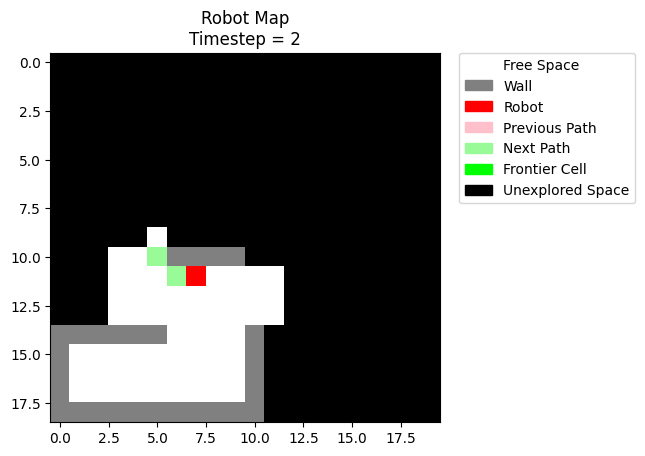 Robot Map
Timestep = 2
Free Space
Wall
Robot
Previous Path
Next Path
Frontier Cell
Unexplored Space
0.0
2.5
5.0
7.5
10.0
12.5
15.0
17.5
0.0 2.5 5.0 7.5 10.0 12.5 15.0 17.5